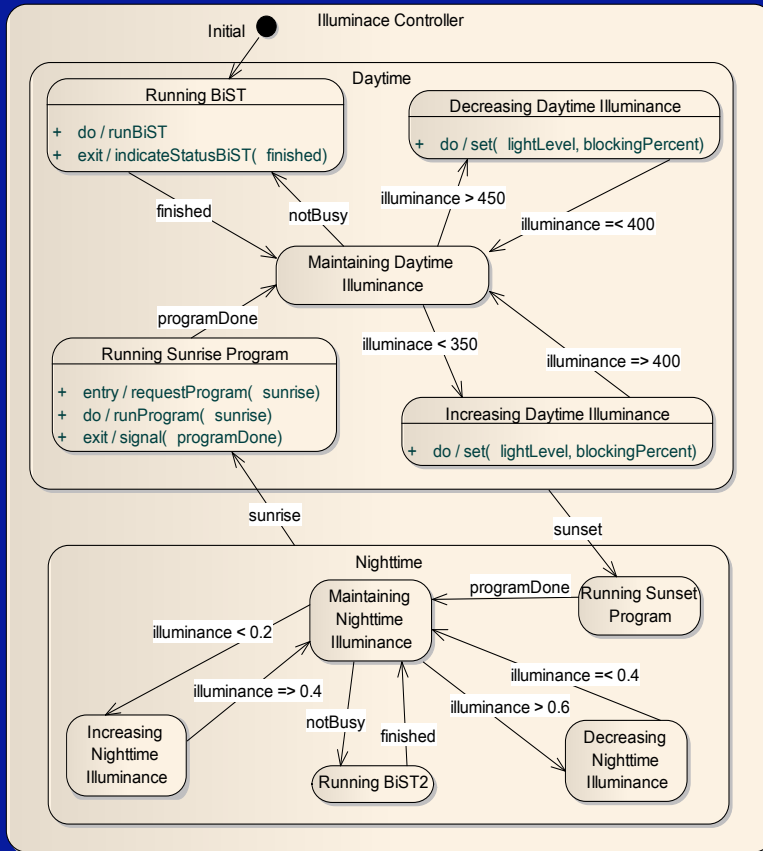 Illuminace Controller
Initial
Daytime
Running BiST
+ do / runBiST
+ exit / indicateStatusBiST( finished)
Decreasing Daytime Illuminance
+ do / set( lightLevel, blockingPercent)
finished
notBusy
illuminance > 450
illuminance =< 400
Maintaining Daytime
Illuminance
programDone
illuminace < 350
illuminance => 400
Running Sunrise Program
+ entry / requestProgram( sunrise)
+ do / runProgram( sunrise)
+ exit / signal( programDone)
Increasing Daytime Illuminance
+ do / set( lightLevel, blockingPercent)
sunrise
sunset
Nighttime
Maintaining
Nighttime
Illuminance
programDone
Running Sunset
Program
illuminance < 0.2
illuminance => 0.4
illuminance =< 0.4
illuminance > 0.6
notBusy
finished
Increasing
Nighttime
Illuminance
Running BiST2
Decreasing
Nighttime
Illuminance